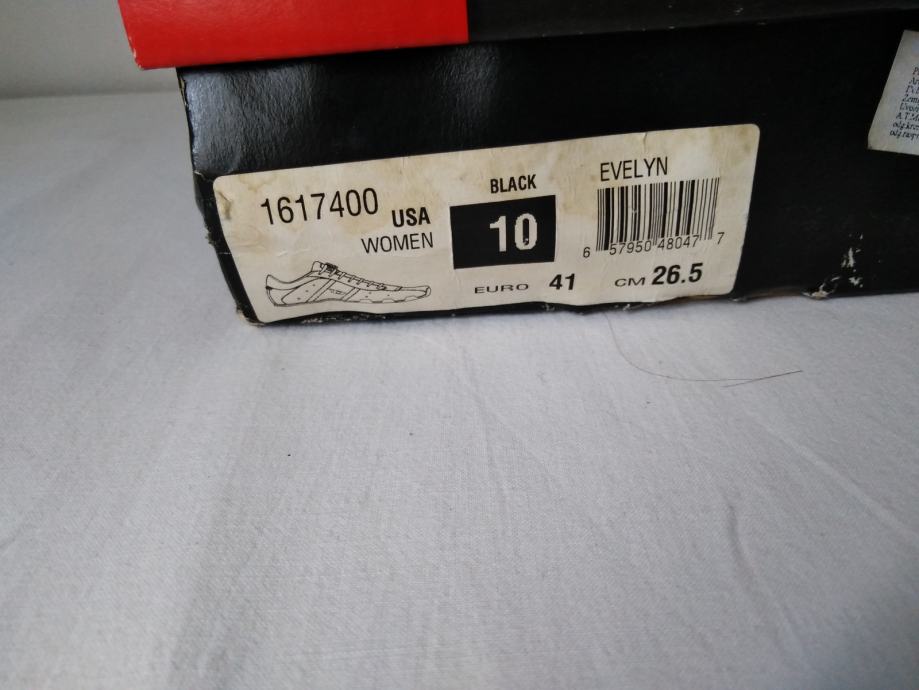 1617400
USA
WOMEN
BLACK
10
EVELYN
6 57950 48047 7
EURO 41
CM 26.5